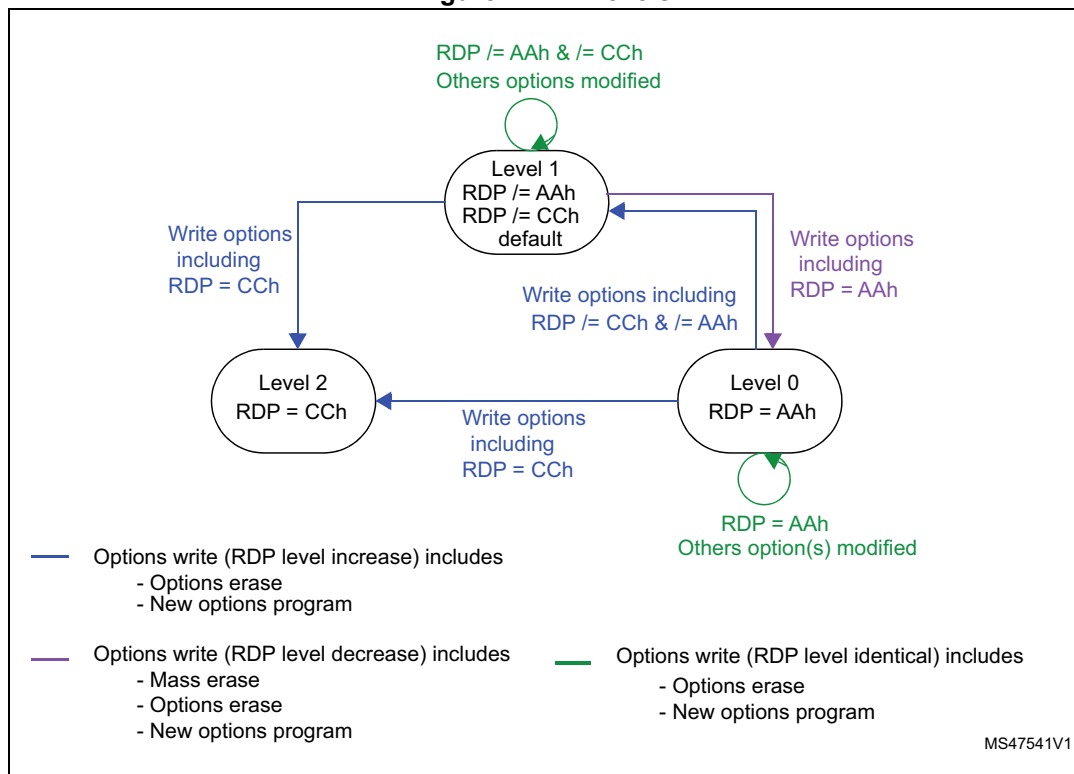 RDP /= AAh & /= CCh
Others options modified
Level 1
RDP /= AAh
RDP /= CCh
default
Write options
including
RDP = CCh
Write options
including
RDP = AAh
Write options including
RDP /= CCh & /= AAh
Level 2
RDP = CCh
Level 0
RDP = AAh
Write options
including
RDP = CCh
RDP = AAh
Others option(s) modified
Options write (RDP level increase) includes
- Options erase
- New options program
Options write (RDP level decrease) includes
- Mass erase
- Options erase
- New options program
Options write (RDP level identical) includes
- Options erase
- New options program
MS47541V1